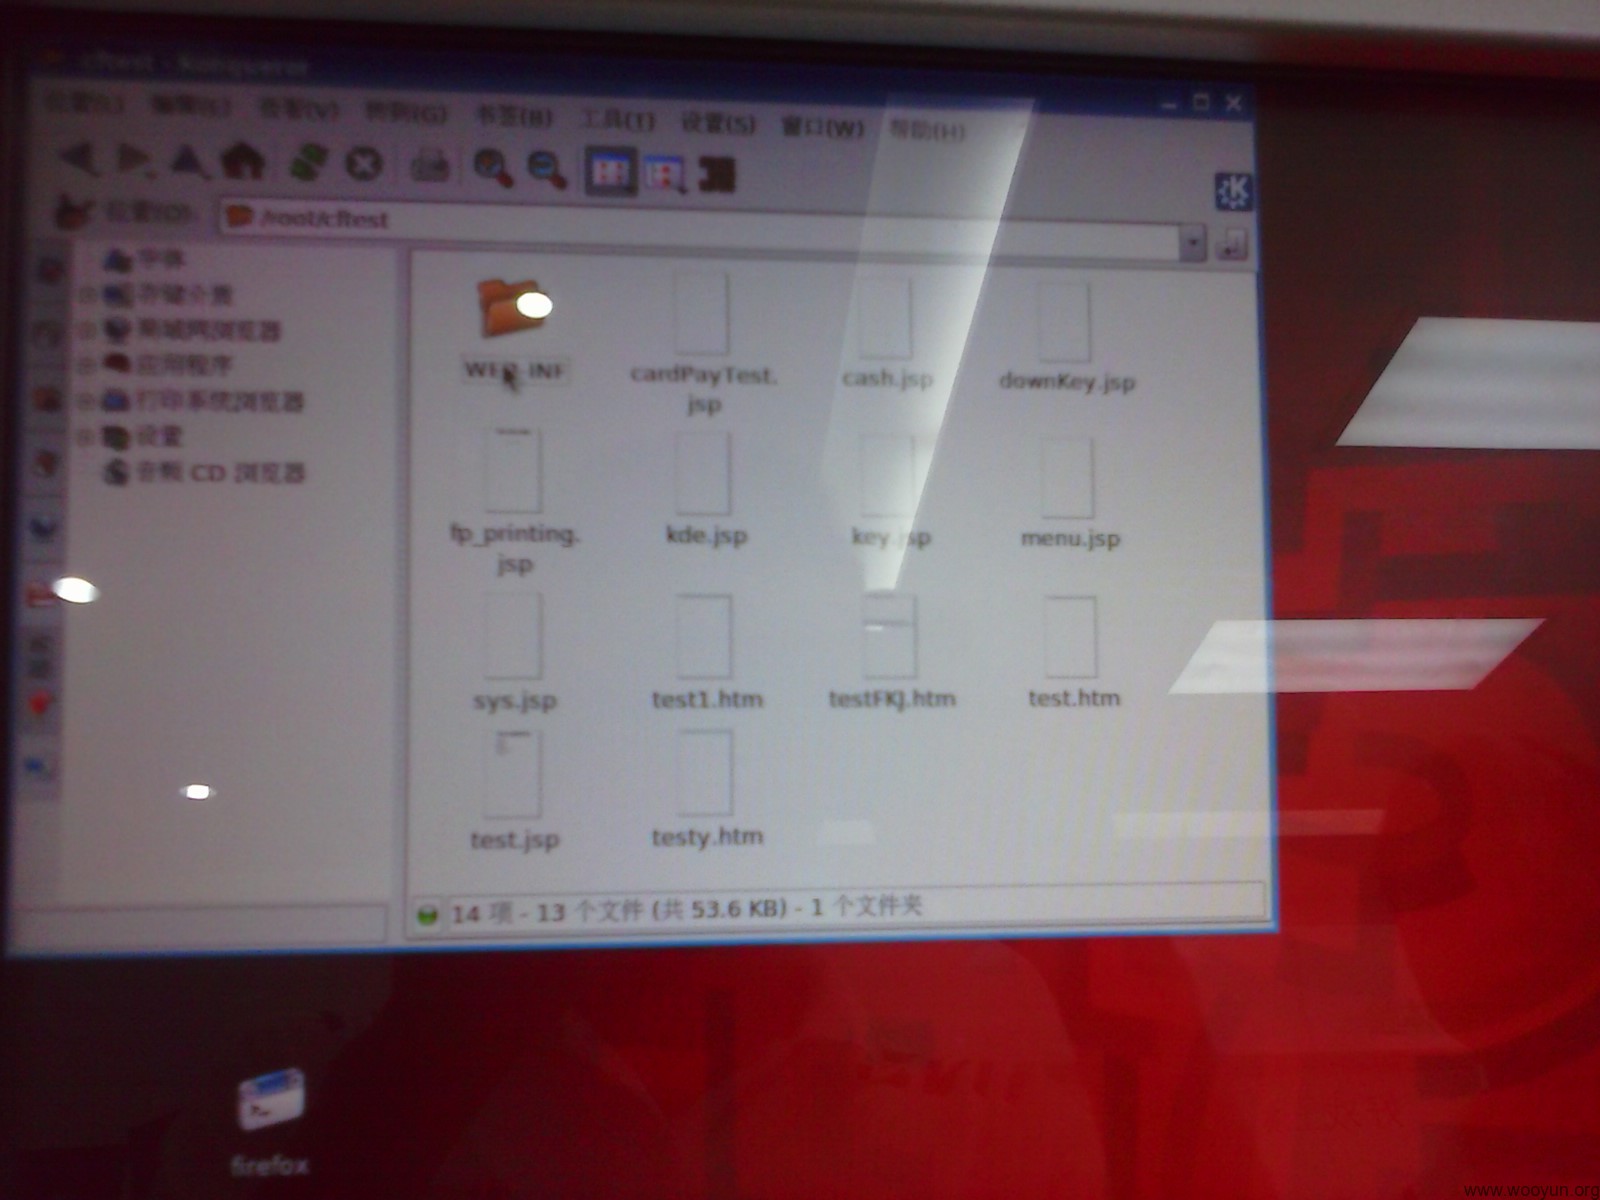 cftest - Konqueror
位置(L) 编辑(E) 查看(V) 转到(G) 书签(B) 工具(T) 设置(S) 窗口(W) 帮助(H)
位置(O):
/root/cftest
字体
存储介质
局域网浏览器
应用程序
打印系统浏览器
设置
音频 CD 浏览器
WEB-INF
cardPayTest.
jsp
cash.jsp
downKey.jsp
fp_printing.
jsp
kde.jsp
key.jsp
menu.jsp
sys.jsp
test1.htm
testFKJ.htm
test.htm
test.jsp
testy.htm
14 项 - 13 个文件 (共 53.6 KB) - 1 个文件夹
firefox
www.wooyun.org